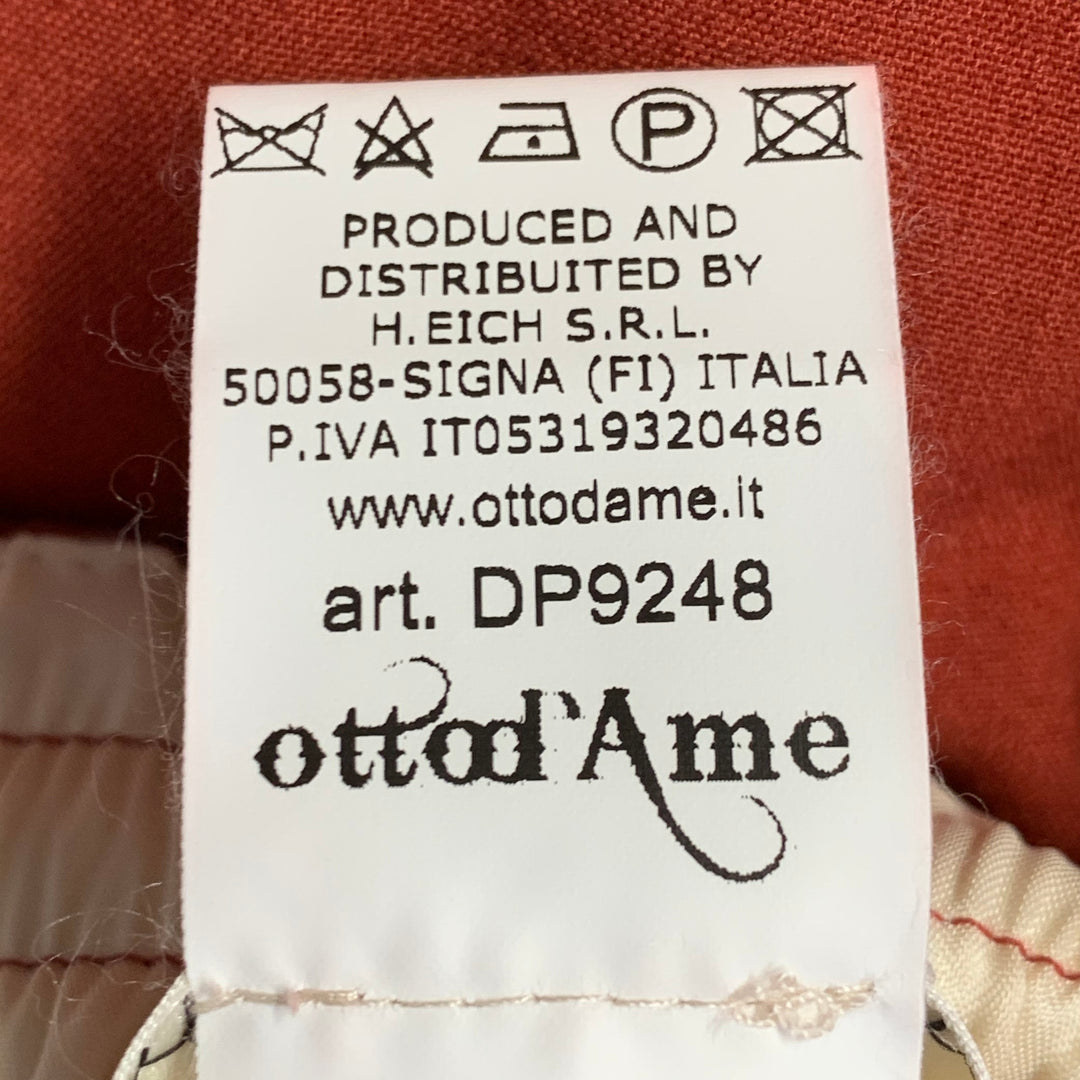 P
PRODUCED AND
DISTRIBUITED BY
H.EICH S.R.L.
50058-SIGNA (FI) ITALIA
P.IVA IT05319320486
www.ottodame.it
art. DP9248
ottod'Ame